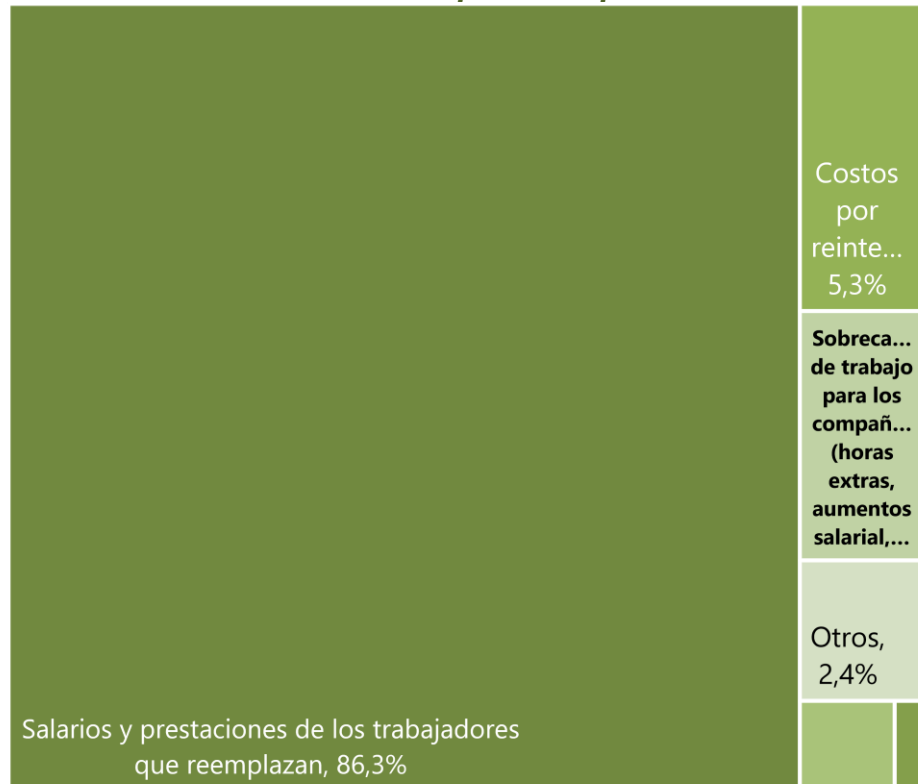 Costos
por
reinte...
5,3%
Sobreca...
de trabajo
para los
compañ...
(horas
extras,
aumentos
salarial,...
Otros,
2,4%
Salarios y prestaciones de los trabajadores
que reemplazan, 86,3%